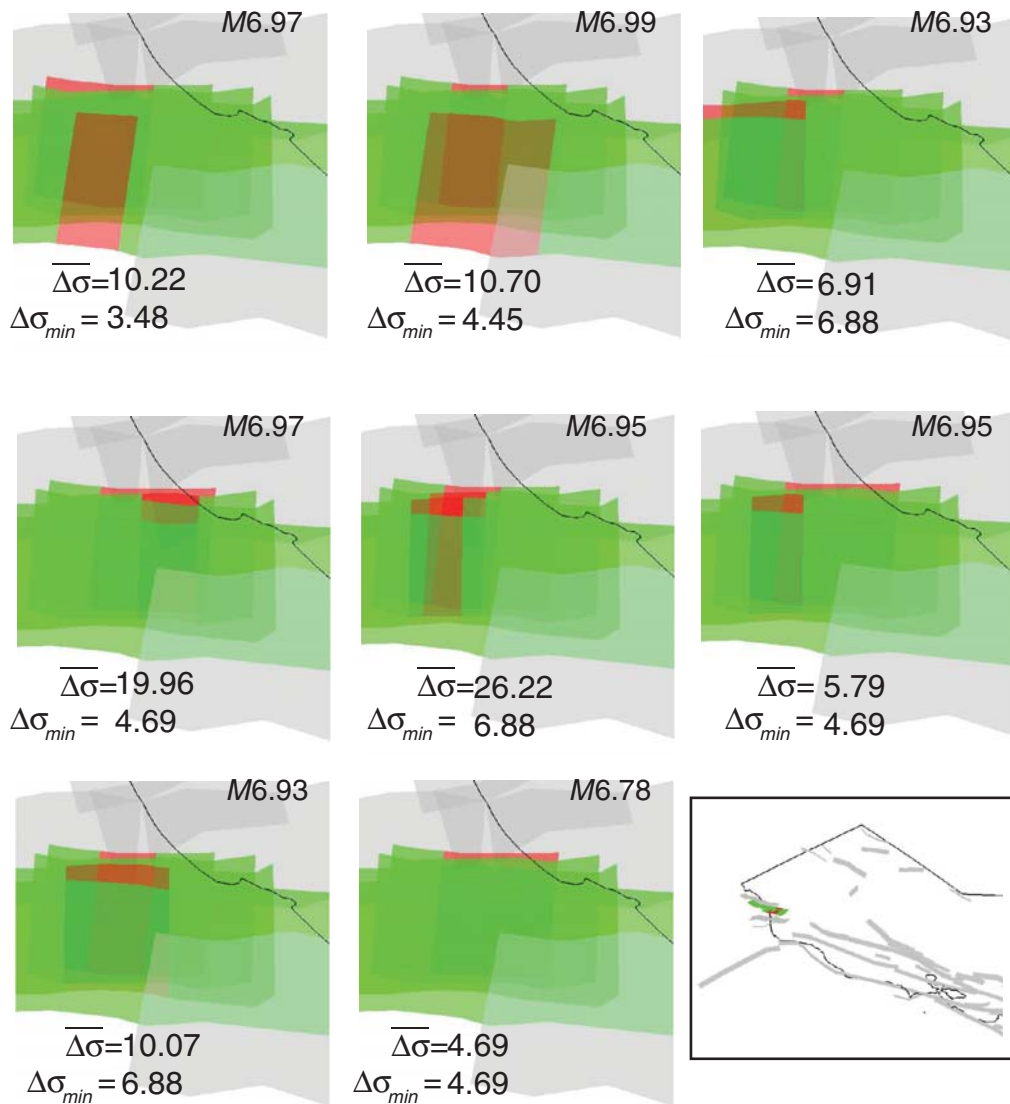 M6.97
Δσ=10.22
Δσmin = 3.48
M6.99
Δσ=10.70
Δσmin = 4.45
M6.93
Δσ=6.91
Δσmin = 6.88
M6.97
Δσ=19.96
Δσmin = 4.69
M6.95
Δσ=26.22
Δσmin = 6.88
M6.95
Δσ= 5.79
Δσmin = 4.69
M6.93
Δσ=10.07
Δσmin = 6.88
M6.78
Δσ=4.69
Δσmin = 4.69